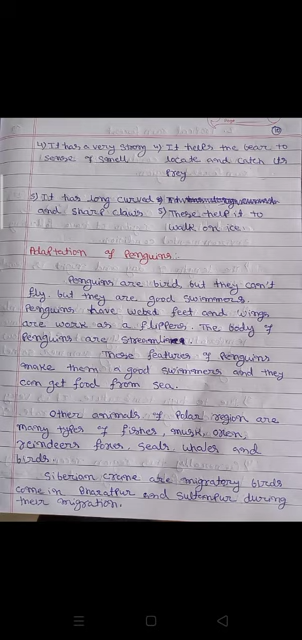 10
4) It has a very strong 4) It helps the bear to
sense of smell locate and catch its
prey
5) It has long curved
and sharp claws 5) These help it to
walk on ice.
Adaptation of Penguins
Penguins are bird but they can't
fly. but they are good swimmers.
Penguins have webed feet and wings
are work as a flippers. The body of
Penguins are Streamline.
These features of Penguins
make them a good swimmers and they
can get food from sea.
Other animals of Polar region are
many types of fishes, musk, oxen,
reindeers foxes, seals whales and
birds.
Siberian crane are migratory birds
come in Bharatpur and Sultanpur during
their migration.